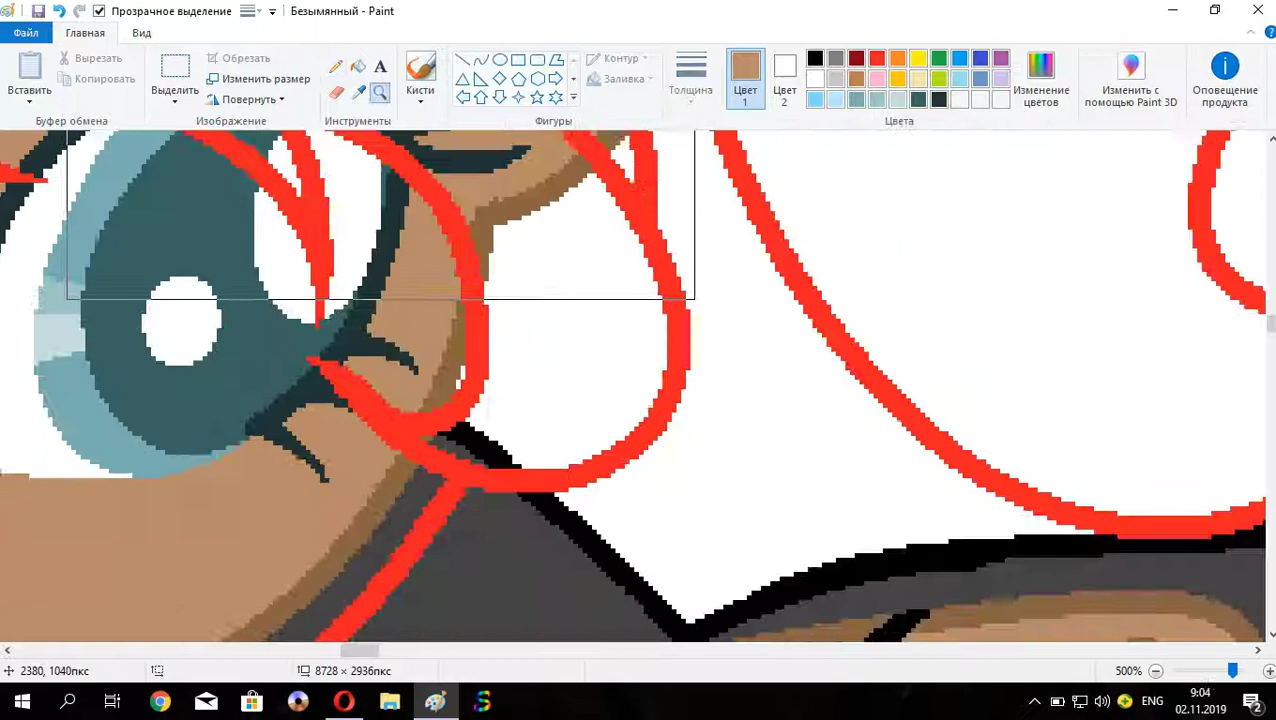 Прозрачное выделение
Безымянный - Paint
Файл
Главная
Вид
Вставить
Вырезать
Копировать
Буфер обмена
Выделить
Обрезать
Изменить размер
Повернуть
Изображение
A
Инструменты
Кисти
Контур
Заливка
Фигуры
Толщина
Цвет
1
Цвет
2
Цвета
Изменение
цветов
Изменить с
помощью Paint 3D
Оповещение
продукта
2380, 1040пкс
8728 × 2936пкс
500%
ENG
9:04
02.11.2019
2